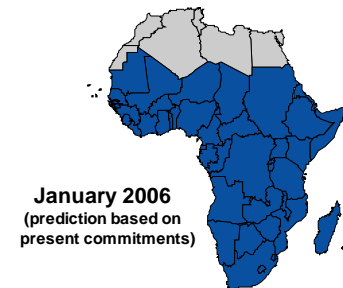 January 2006
(prediction based on
present commitments)